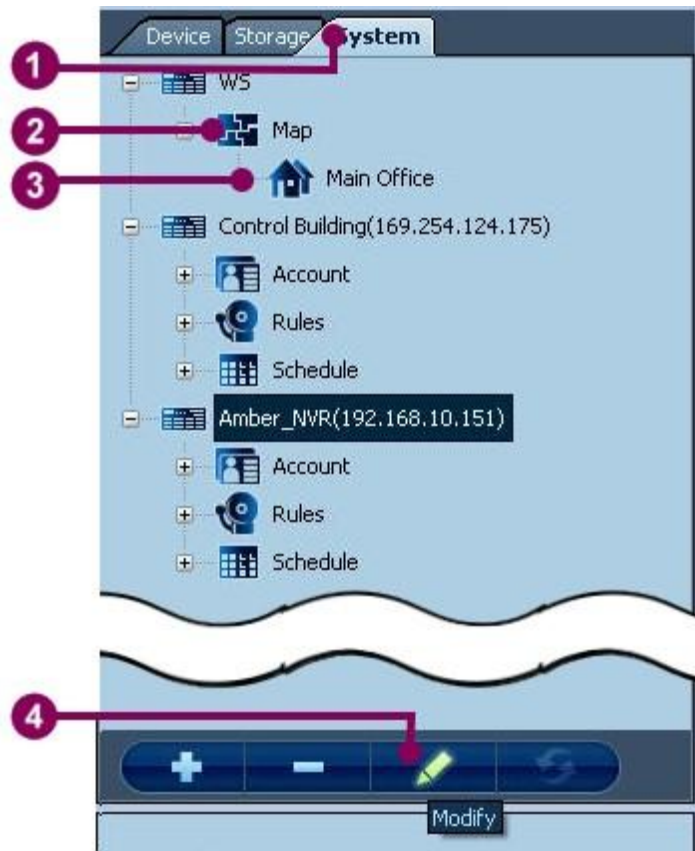 Device Storage System
1 WS
2 Map
3 Main Office
Control Building(169.254.124.175)
Account
Rules
Schedule
Amber_NVR(192.168.10.151)
Account
Rules
Schedule
4
Modify